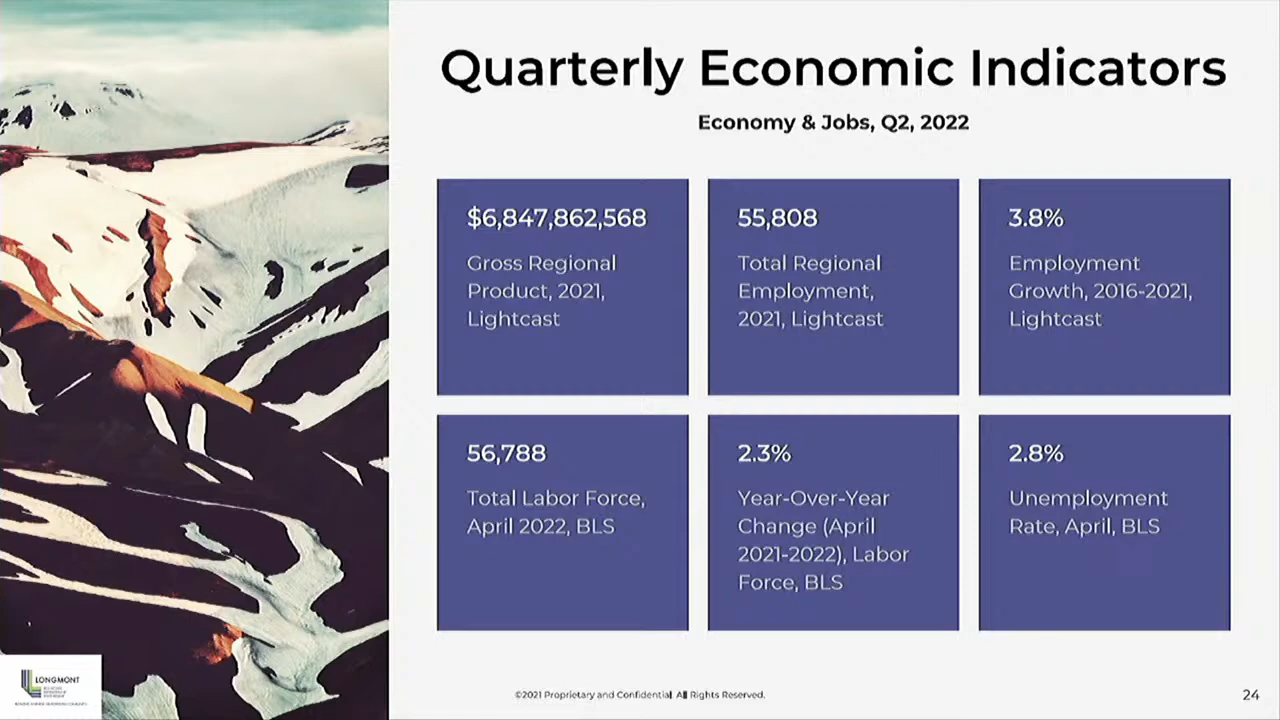 Quarterly Economic Indicators
Economy & Jobs, Q2, 2022
$6,847,862,568
Gross Regional
Product, 2021,
Lightcast
55,808
Total Regional
Employment,
2021, Lightcast
3.8%
Employment
Growth, 2016-2021,
Lightcast
56,788
Total Labor Force,
April 2022, BLS
2.3%
Year-Over-Year
Change (April
2021-2022), Labor
Force, BLS
2.8%
Unemployment
Rate, April, BLS
LONGMONT
©2021 Proprietary and Confidential. All Rights Reserved.
24